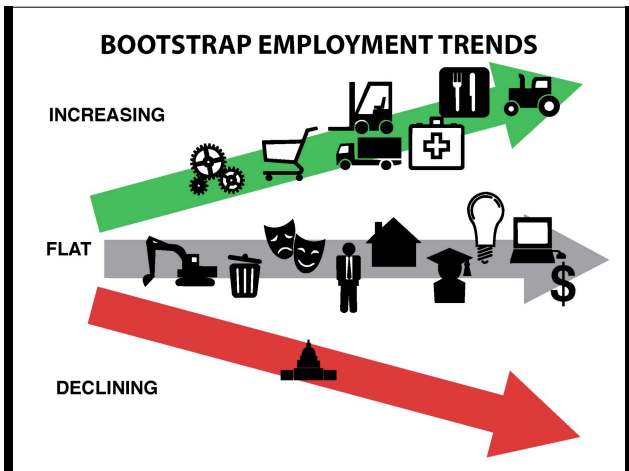 BOOTSTRAP EMPLOYMENT TRENDS
INCREASING
FLAT
$
DECLINING